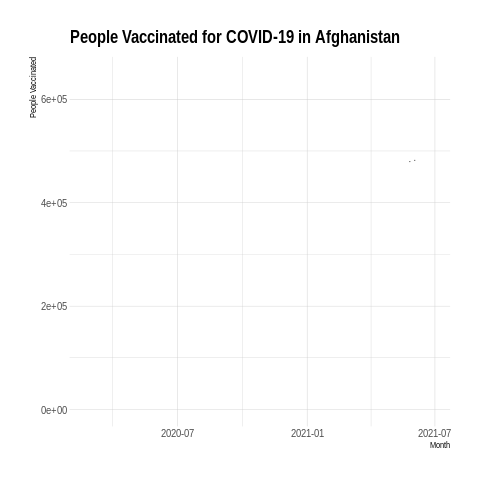 People Vaccinated for COVID-19 in Afghanistan
People Vaccinated
6e+05
4e+05
2e+05
0e+00
2020-07
2021-01
2021-07
Month